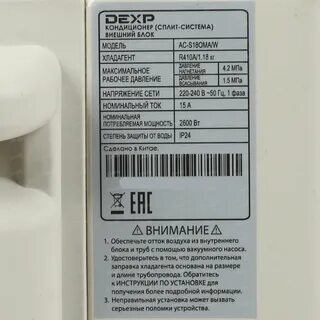 DEXP
КОНДИЦИОНЕР (СПЛИТ-СИСТЕМА)
ВНЕШНИЙ БЛОК
МОДЕЛЬ AC-S18OMA/W
ХЛАДАГЕНТ R410A/1.18 кг
МАКСИМАЛЬНОЕ РАБОЧЕЕ ДАВЛЕНИЕ
ДАВЛЕНИЕ НАГНЕТАНИЯ 4.2 МПа
ДАВЛЕНИЕ ВСАСЫВАНИЯ 1.5 МПа
НАПРЯЖЕНИЕ СЕТИ 220-240 В ~50 Гц, 1 фаза
НОМИНАЛЬНЫЙ ТОК 15 А
НОМИНАЛЬНАЯ ПОТРЕБЛЯЕМАЯ МОЩНОСТЬ 2600 Вт
СТЕПЕНЬ ЗАЩИТЫ ОТ ВОДЫ IP24
Сделано в Китае.
EAC
ВНИМАНИЕ
1. Обеспечьте отток воздуха из внутреннего
блока и труб с помощью вакуумного насоса.
2. Удостоверьтесь в том, что дополнительная
заправка хладагента основана на размере
и длине трубопровода. Обратитесь
к ИНСТРУКЦИИ ПО УСТАНОВКЕ для
получения более подробной информации.
3. Неправильная установка может вызвать
серьезные поломки устройства.